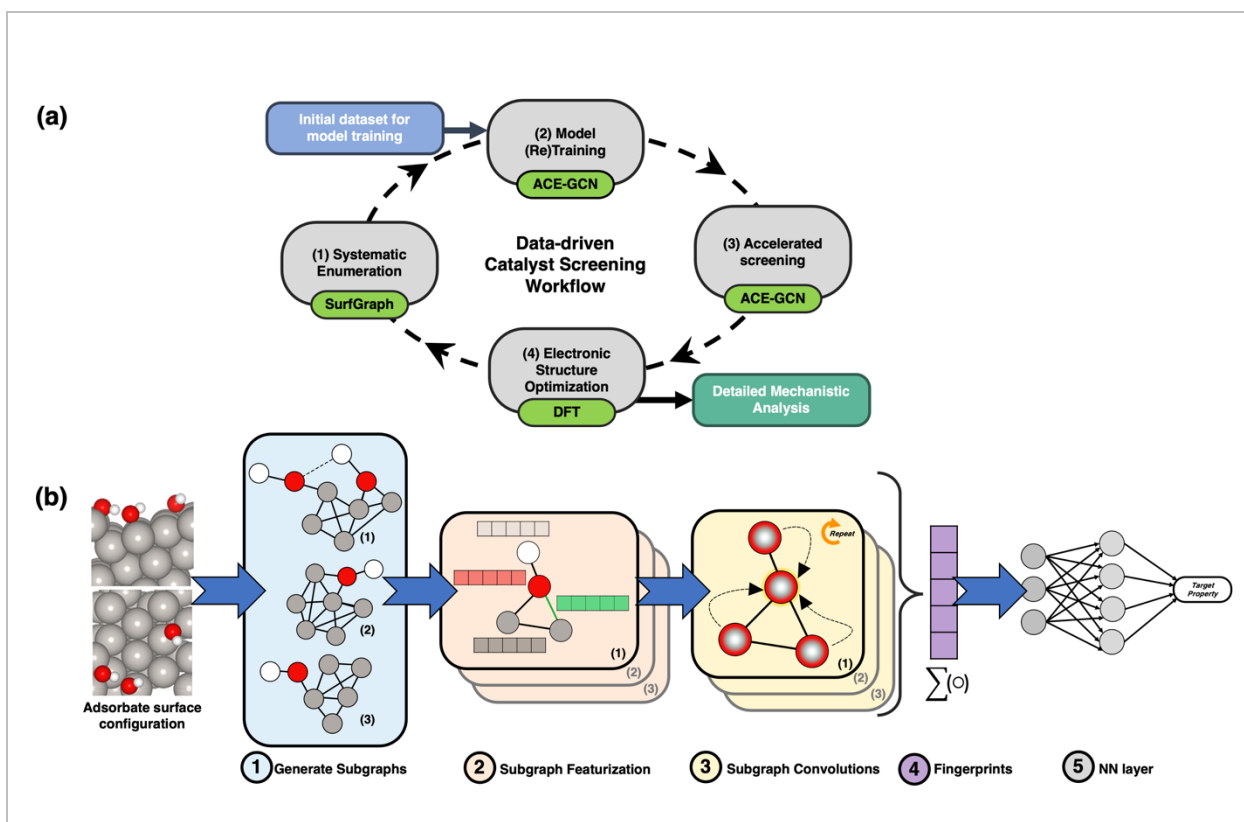 (a)
Initial dataset for
model training
(2) Model
(Re)Training
ACE-GCN
(1) Systematic
Enumeration
SurfGraph
Data-driven
Catalyst Screening
Workflow
(3) Accelerated
screening
ACE-GCN
(4) Electronic
Structure
Optimization
DFT
Detailed Mechanistic
Analysis
(b)
Adsorbate surface
configuration
(1)
(2)
(3)
(1)
(2)
(3)
Repeat
(1)
(2)
(3)
∑(○)
Target
Property
1 Generate Subgraphs
2 Subgraph Featurization
3 Subgraph Convolutions
4 Fingerprints
5 NN layer